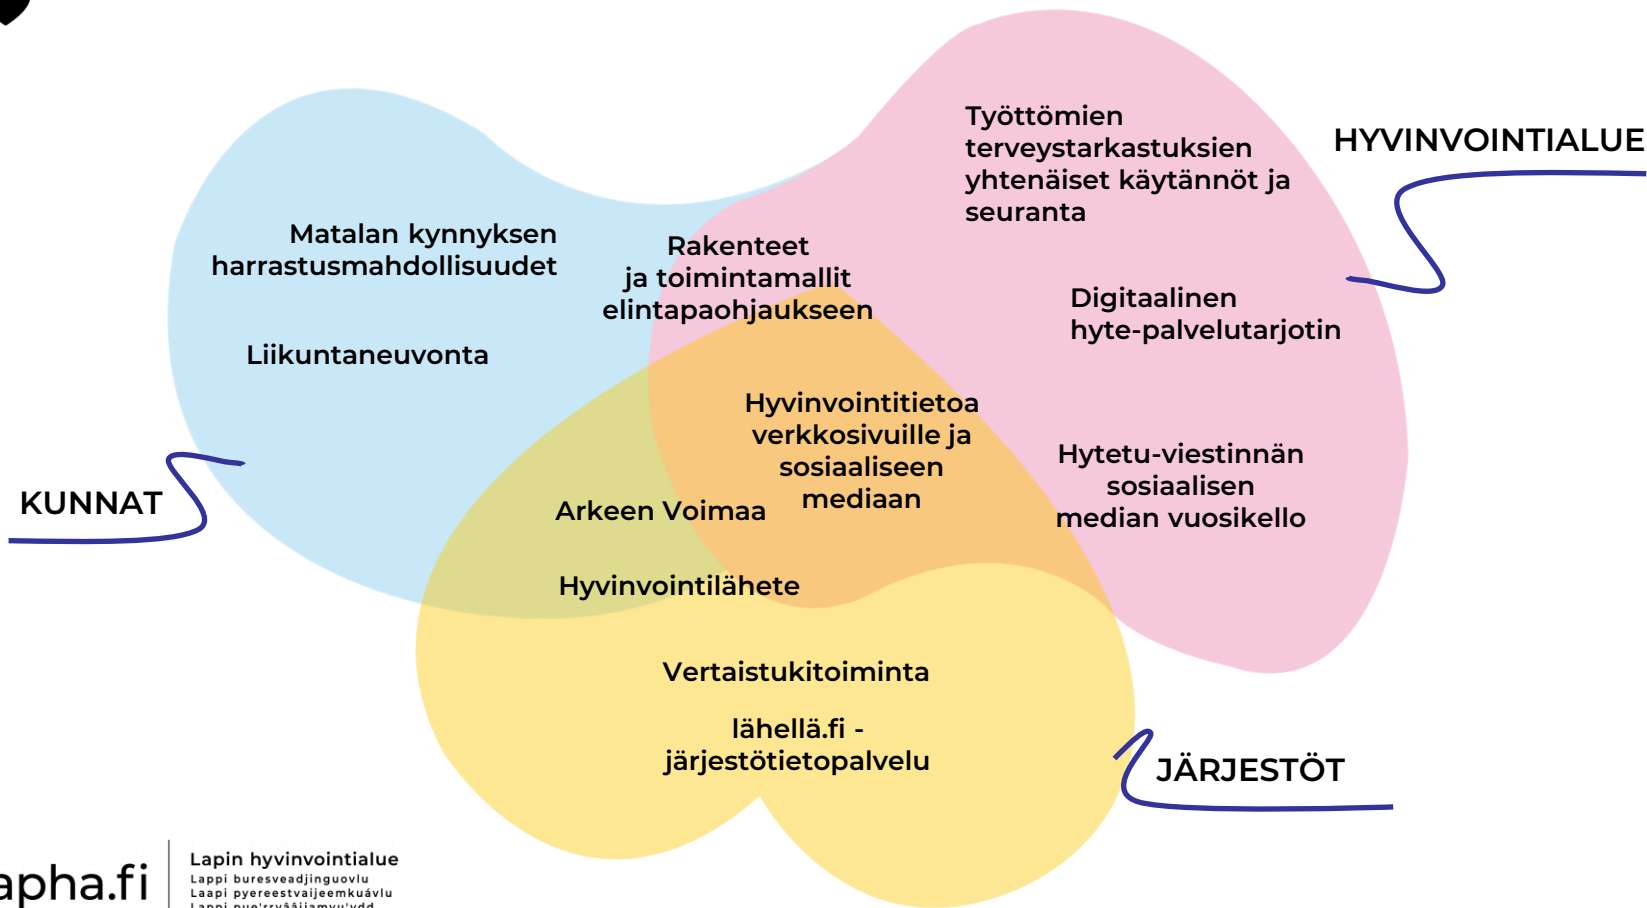 Työttömien
terveystarkastuksien
yhtenäiset käytännöt ja
seuranta
HYVINVOINTIALUE
Matalan kynnyksen
harrastusmahdollisuudet
Rakenteet
ja toimintamallit
elintapaohjaukseen
Digitaalinen
hyte-palvelutarjotin
Liikuntaneuvonta
Hyvinvointitietoa
verkkosivuille ja
sosiaaliseen
mediaan
Hytetu-viestinnän
sosiaalisen
median vuosikello
KUNNAT
Arkeen Voimaa
Hyvinvointilähete
Vertaistukitoiminta
lähellä.fi -
järjestötietopalvelu
JÄRJESTÖT
apha.fi
Lapin hyvinvointialue
Lappi buresveadjinguovlu
Laapi pyereestvaijeemkuávlu